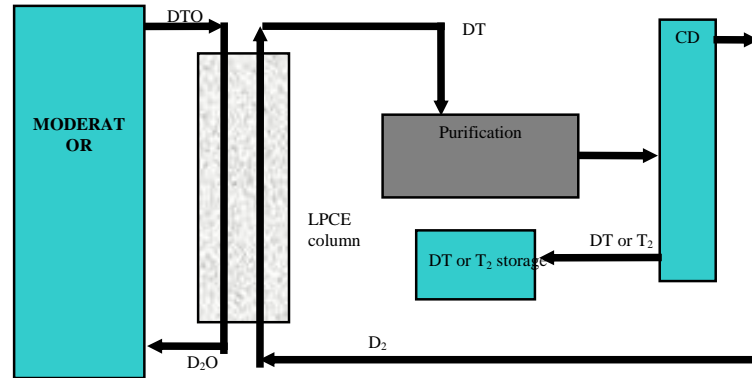 DTO
DT
CD
MODERAT
OR
Purification
LPCE
column
DT or T₂
DT or T₂ storage
D₂
D₂O